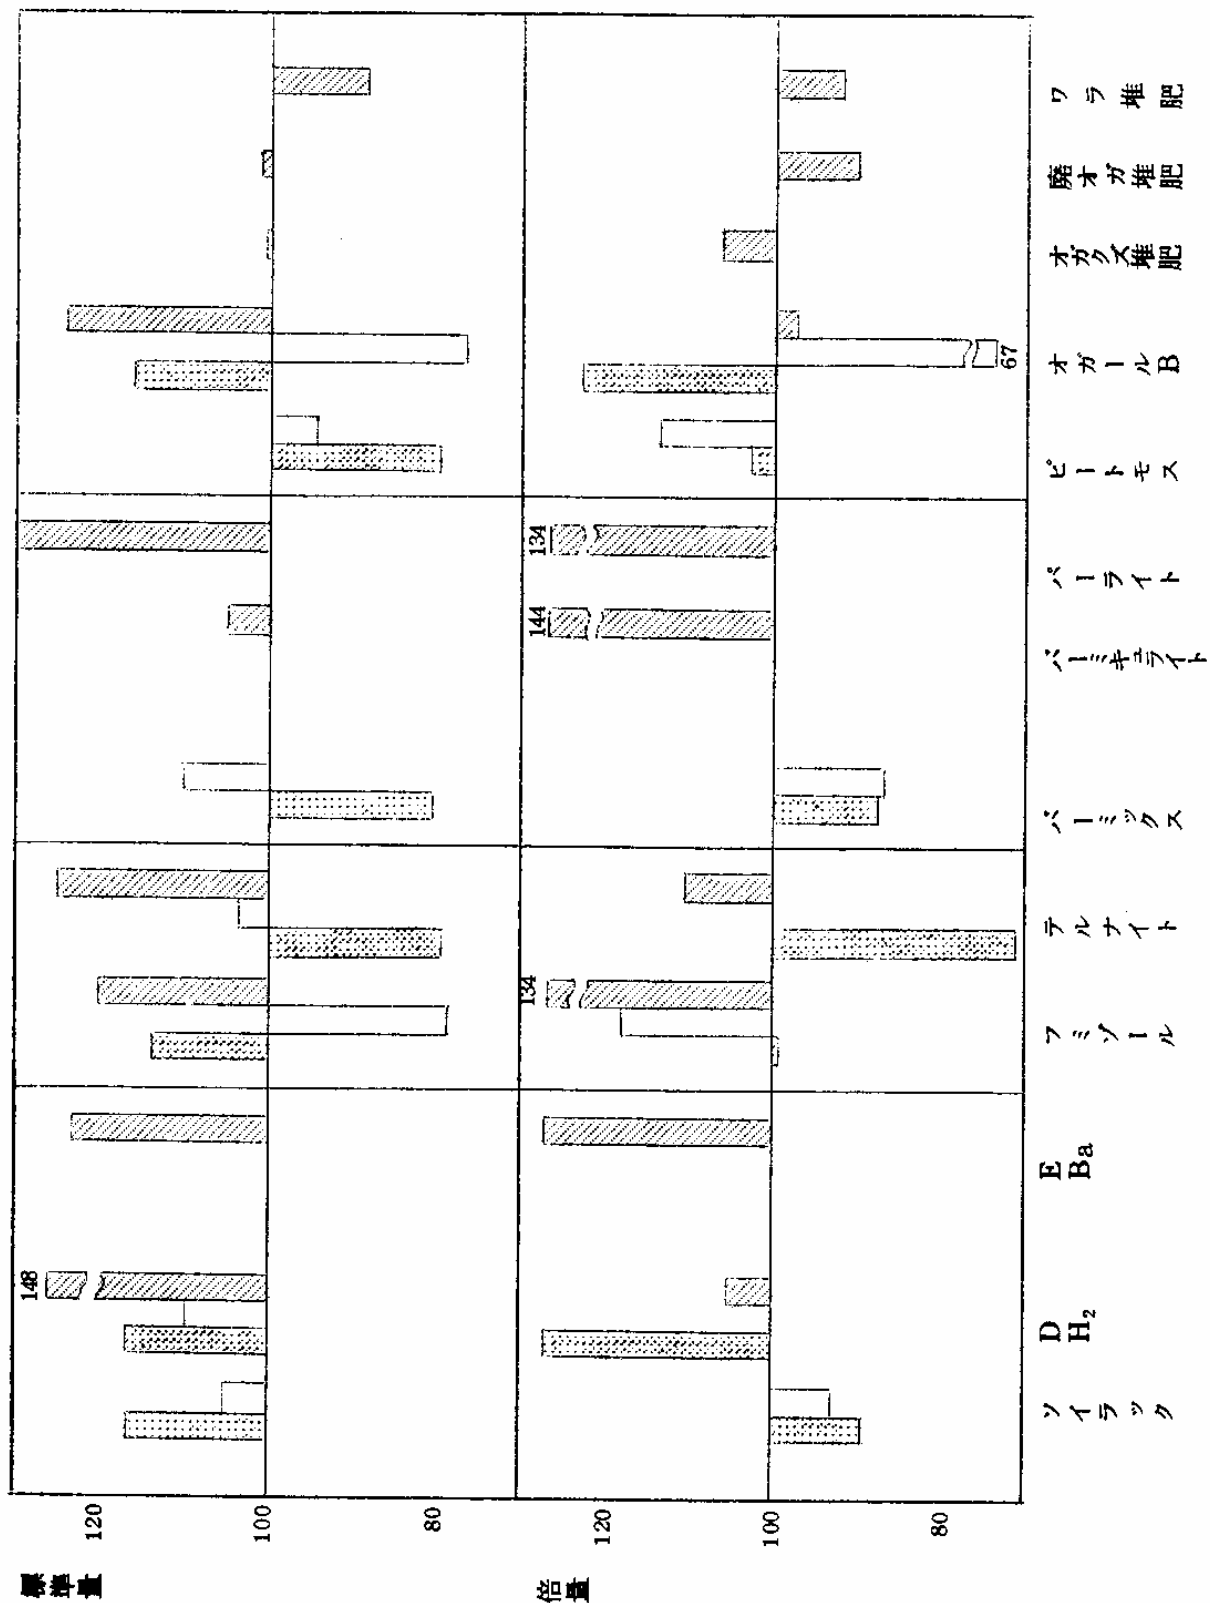 標準量
120
100
80
148
倍量
120
100
80
134
144
134
67
ソイラック
D
H₂
E
Ba
フミゾール
テルナイト
バーミックス
バーミキュライト
パーライト
ピートモス
オガールB
オガクズ堆肥
廃オガ堆肥
ワラ堆肥